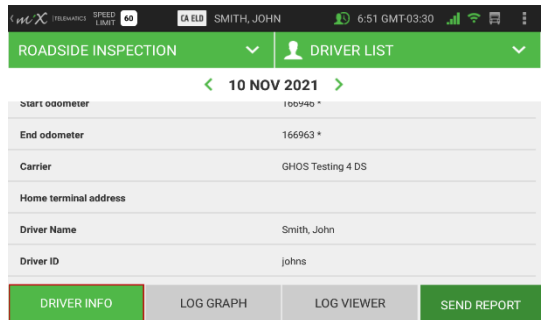 miX TELEMATICS SPEED LIMIT 60 CA ELD SMITH, JOHN 6:51 GMT-03:30
ROADSIDE INSPECTION DRIVER LIST
< 10 NOV 2021 >
Start odometer 166946 *
End odometer 166963 *
Carrier GHOS Testing 4 DS
Home terminal address
Driver Name Smith, John
Driver ID johns
DRIVER INFO LOG GRAPH LOG VIEWER SEND REPORT